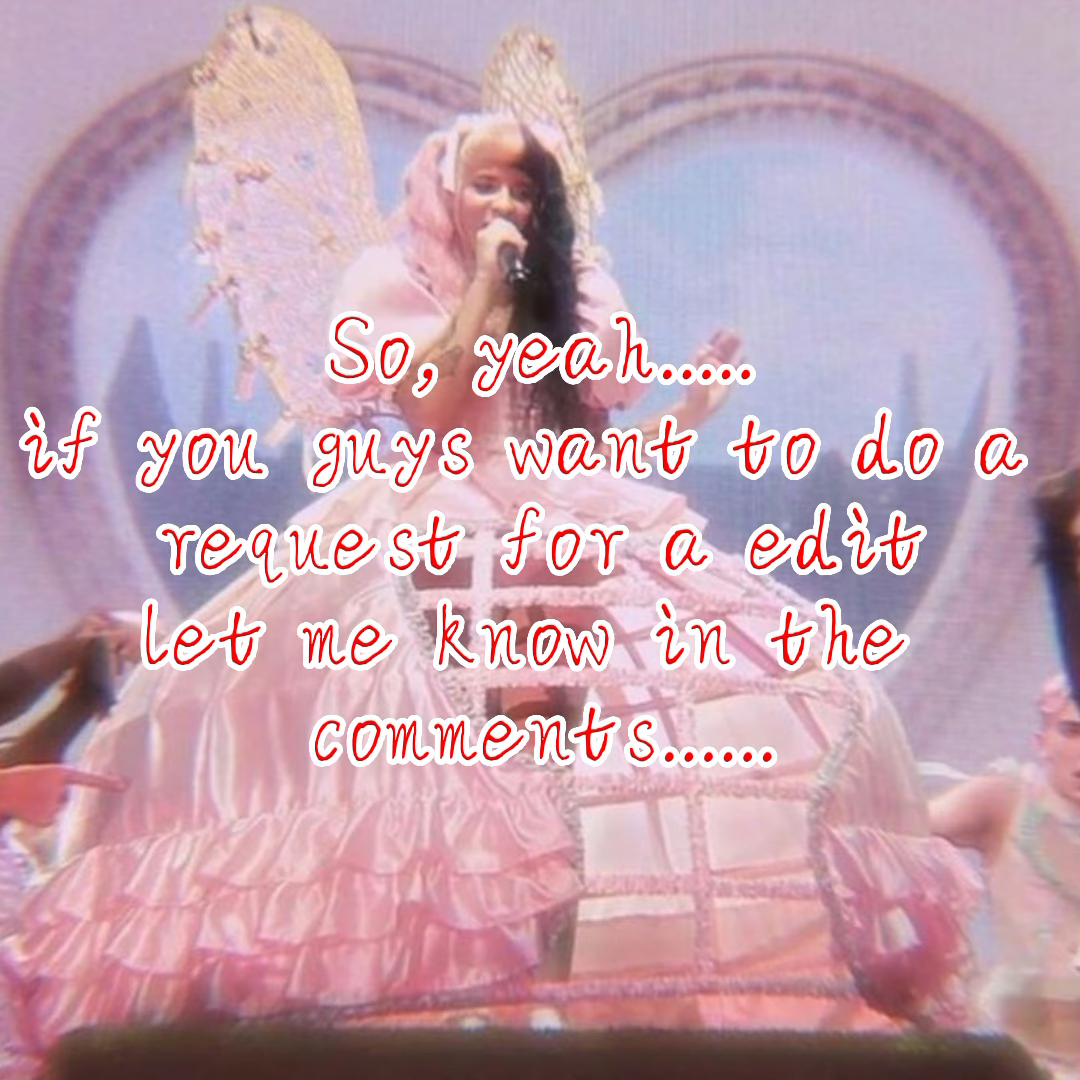 So, yeah.....
if you guys want to do a
request for a edit
let me know in the
comments......